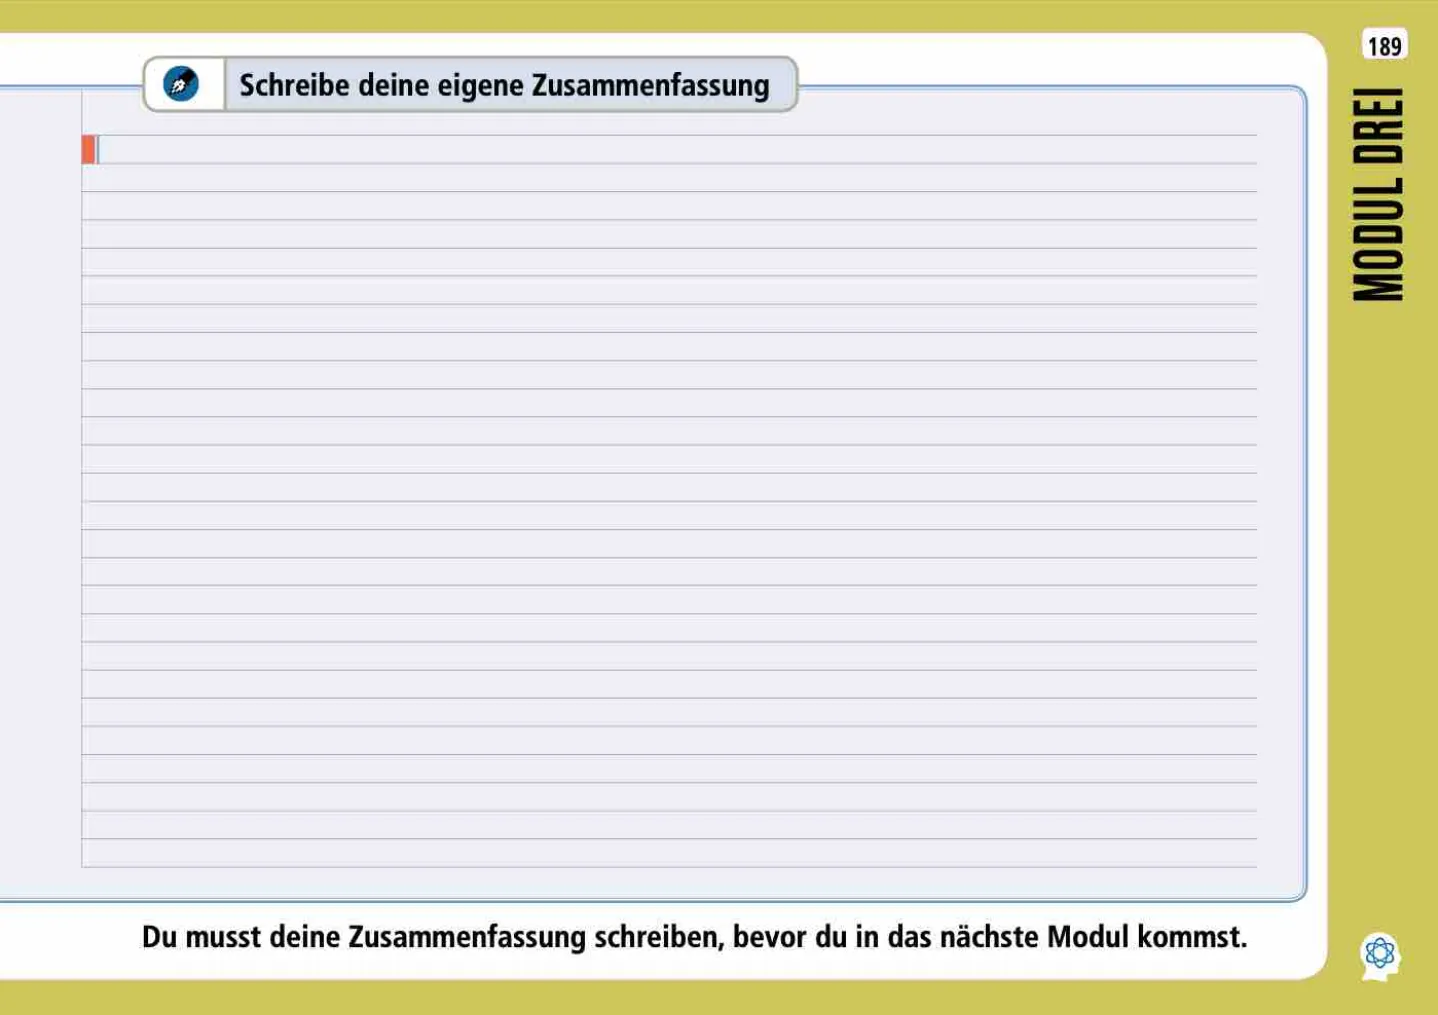 189
Schreibe deine eigene Zusammenfassung
MODUL DREI
Du musst deine Zusammenfassung schreiben, bevor du in das nächste Modul kommst.